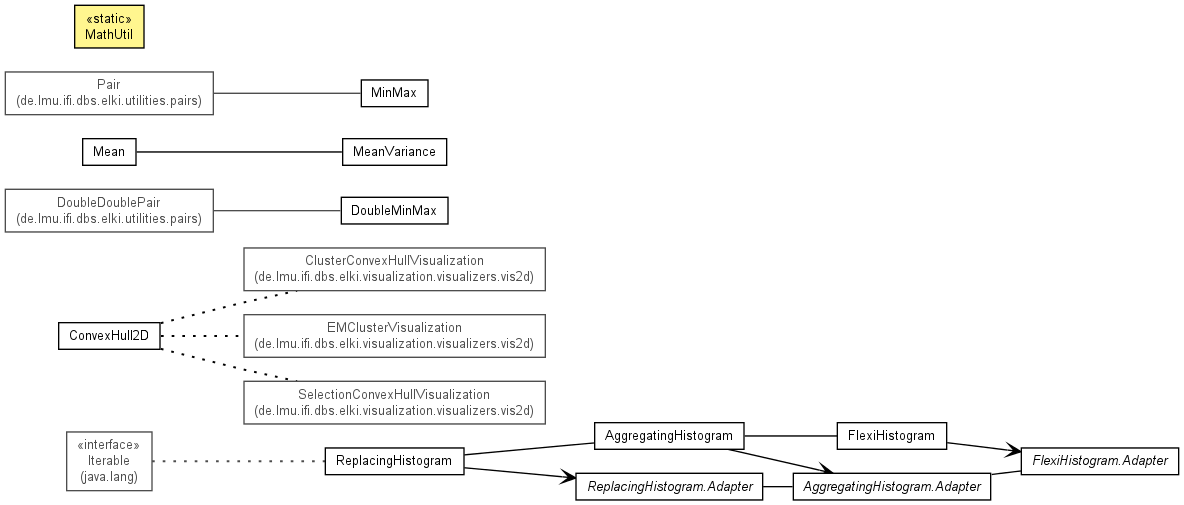 «static»
MathUtil
Pair
(de.lmu.ifi.dbs.elki.utilities.pairs)
MinMax
Mean
MeanVariance
DoubleDoublePair
(de.lmu.ifi.dbs.elki.utilities.pairs)
DoubleMinMax
ClusterConvexHullVisualization
(de.lmu.ifi.dbs.elki.visualization.visualizers.vis2d)
ConvexHull2D
EMClusterVisualization
(de.lmu.ifi.dbs.elki.visualization.visualizers.vis2d)
SelectionConvexHullVisualization
(de.lmu.ifi.dbs.elki.visualization.visualizers.vis2d)
«interface»
Iterable
(java.lang)
ReplacingHistogram
AggregatingHistogram
FlexiHistogram
FlexiHistogram.Adapter
ReplacingHistogram.Adapter
AggregatingHistogram.Adapter